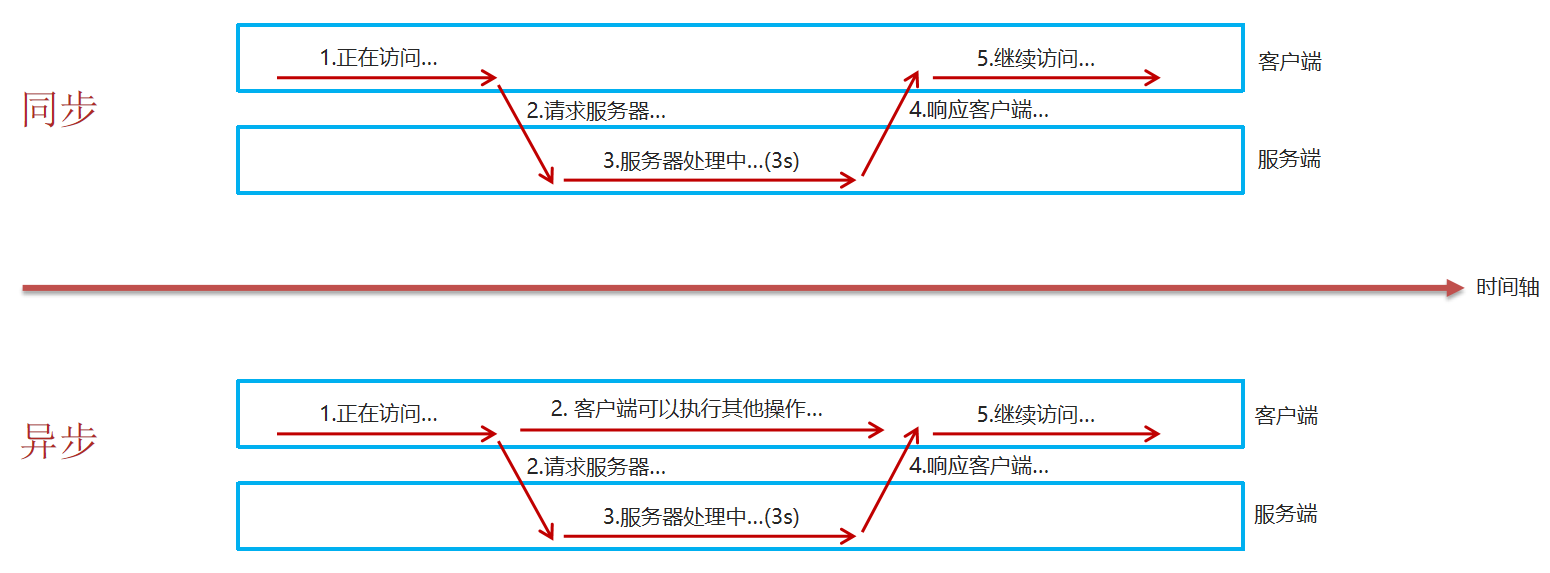 同步
1.正在访问...
5.继续访问...
客户端
2.请求服务器...
4.响应客户端...
3.服务器处理中...(3s)
服务端
时间轴
异步
1.正在访问...
2. 客户端可以执行其他操作...
5.继续访问...
客户端
2.请求服务器...
4.响应客户端...
3.服务器处理中...(3s)
服务端